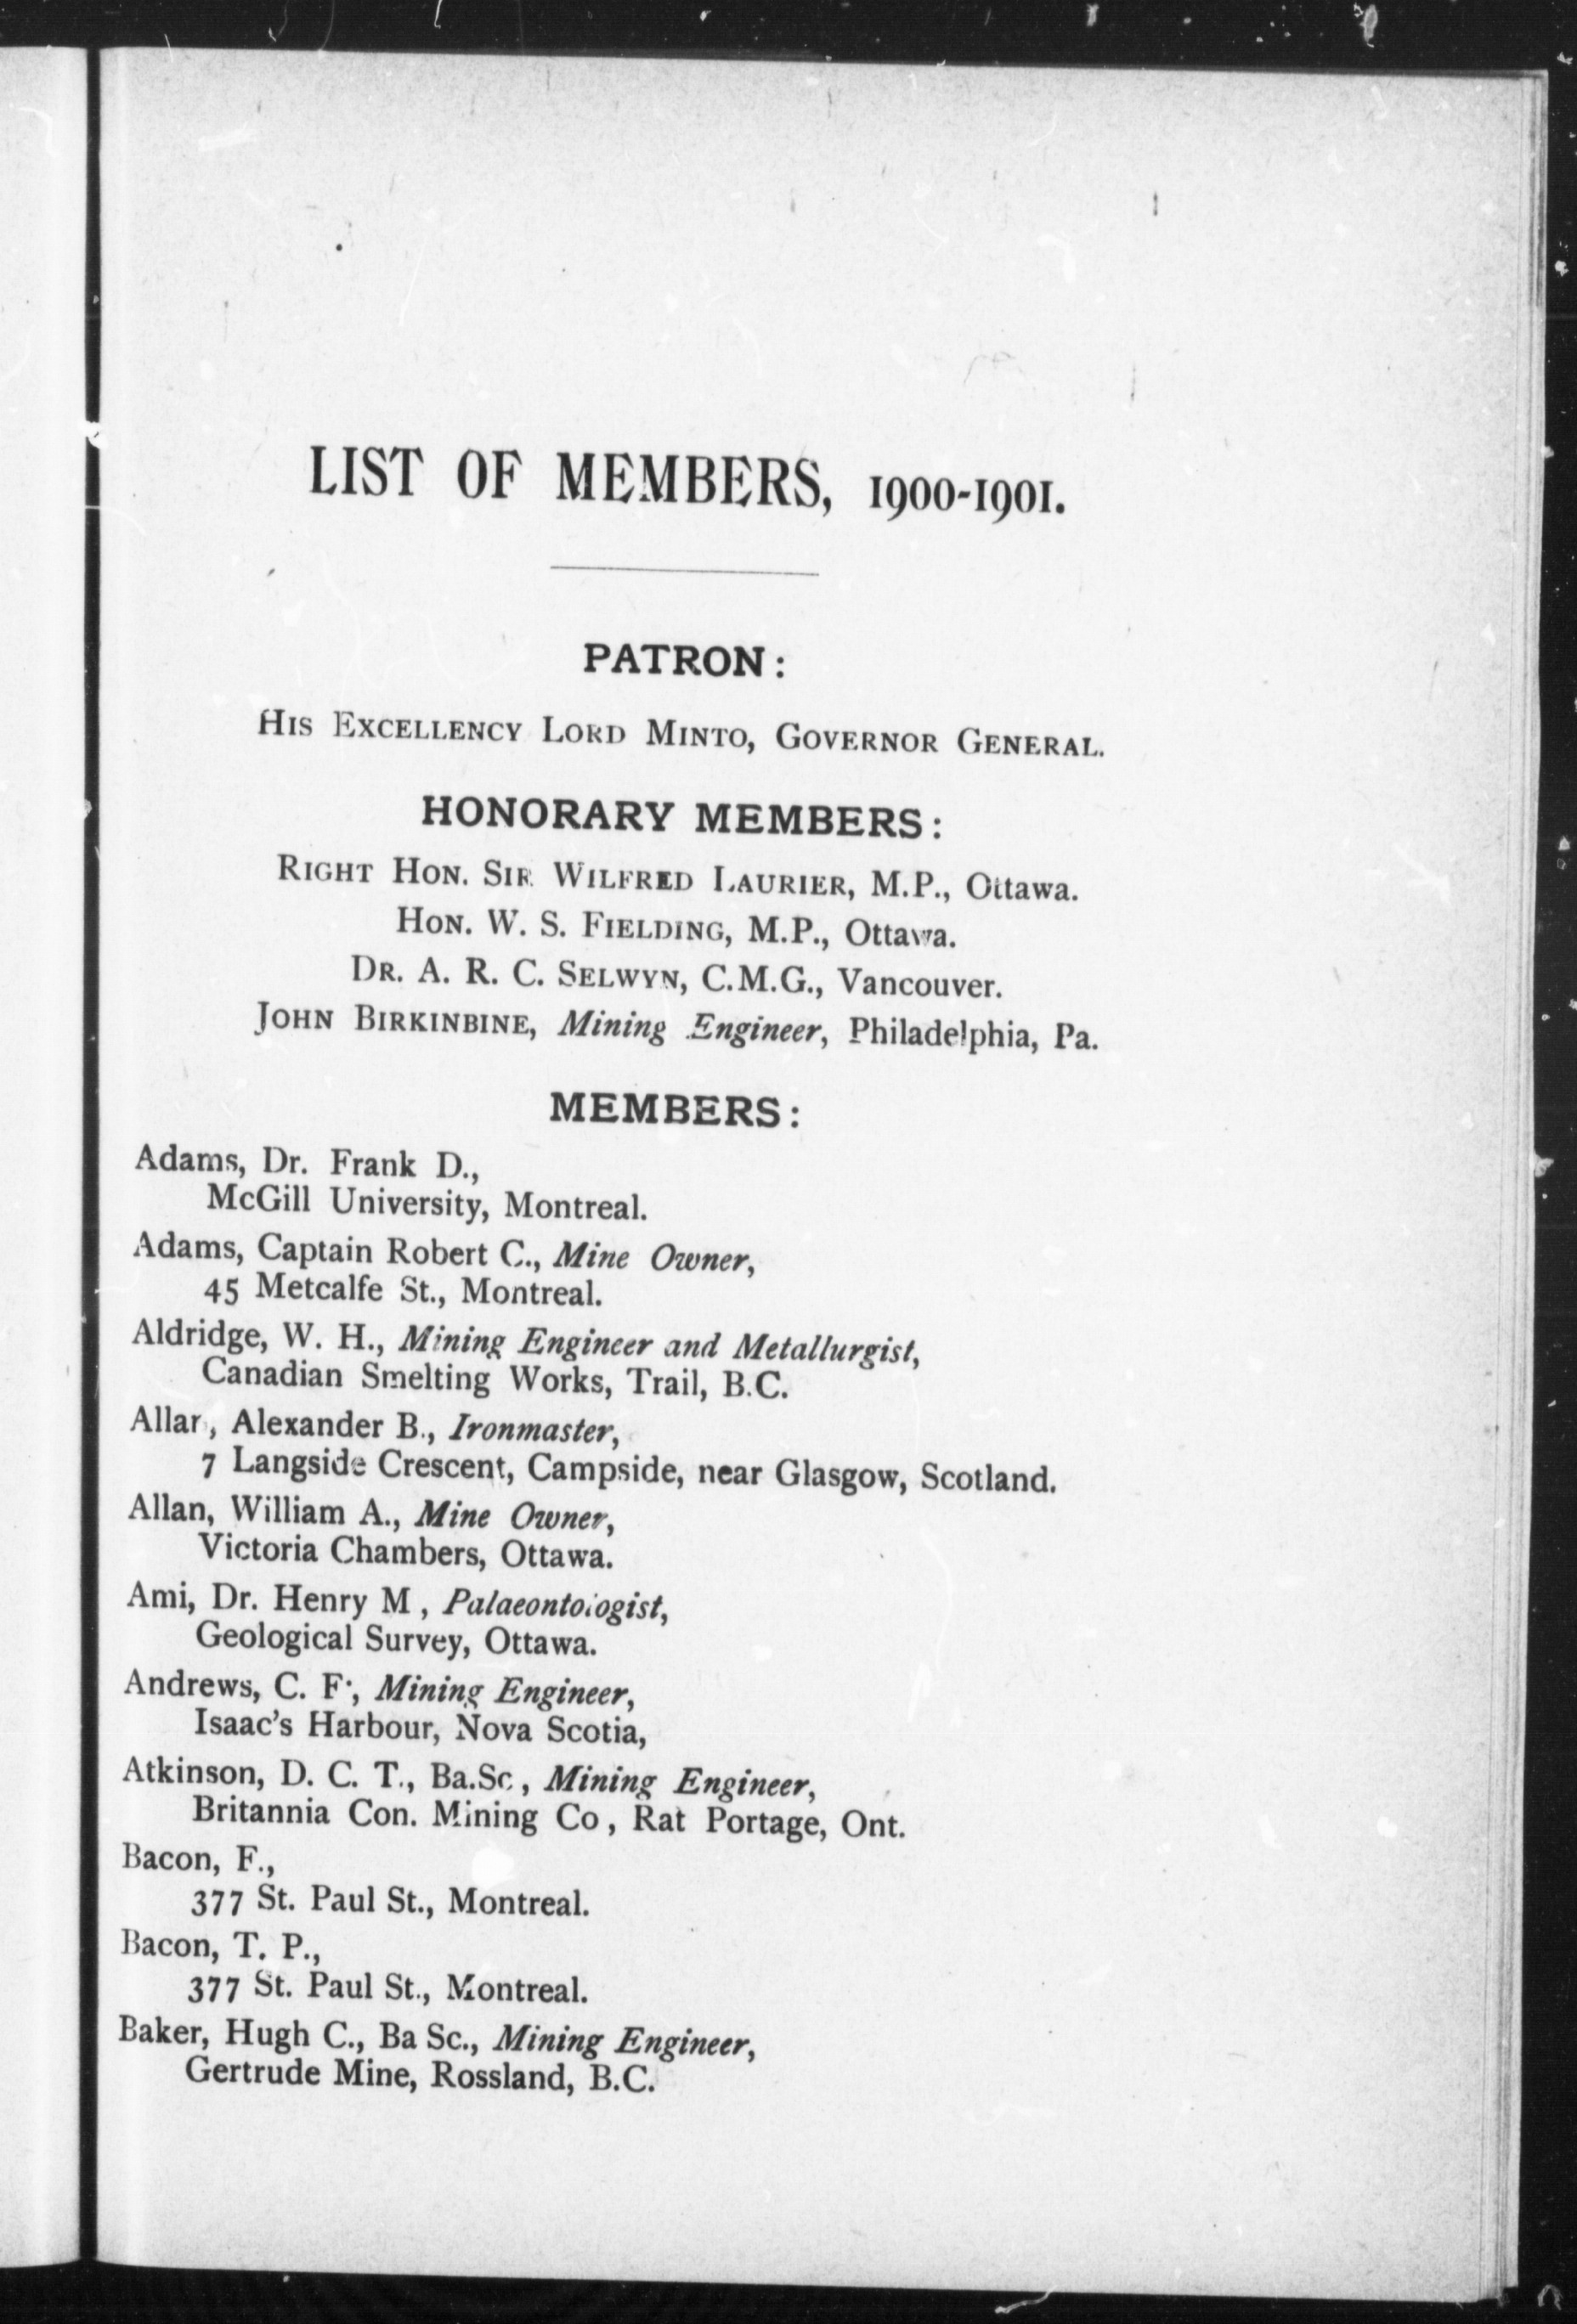 LIST OF MEMBERS, 1900-1901.
PATRON:
HIS EXCELLENCY LORD MINTO, GOVERNOR GENERAL.
HONORARY MEMBERS:
RIGHT HON. SIR WILFRED LAURIER, M.P., Ottawa.
HON. W. S. FIELDING, M.P., Ottawa.
DR. A. R. C. SELWYN, C.M.G., Vancouver.
JOHN BIRKINBINE, Mining Engineer, Philadelphia, Pa.
MEMBERS:
Adams, Dr. Frank D.,
McGill University, Montreal.
Adams, Captain Robert C., Mine Owner,
45 Metcalfe St., Montreal.
Aldridge, W. H., Mining Engineer and Metallurgist,
Canadian Smelting Works, Trail, B.C.
Allan, Alexander B., Ironmaster,
7 Langside Crescent, Campside, near Glasgow, Scotland.
Allan, William A., Mine Owner,
Victoria Chambers, Ottawa.
Ami, Dr. Henry M , Palaeontologist,
Geological Survey, Ottawa.
Andrews, C. F., Mining Engineer,
Isaac's Harbour, Nova Scotia,
Atkinson, D. C. T., Ba.Sc , Mining Engineer,
Britannia Con. Mining Co , Rat Portage, Ont.
Bacon, F.,
377 St. Paul St., Montreal.
Bacon, T. P.,
377 St. Paul St., Montreal.
Baker, Hugh C., Ba Sc., Mining Engineer,
Gertrude Mine, Rossland, B.C.